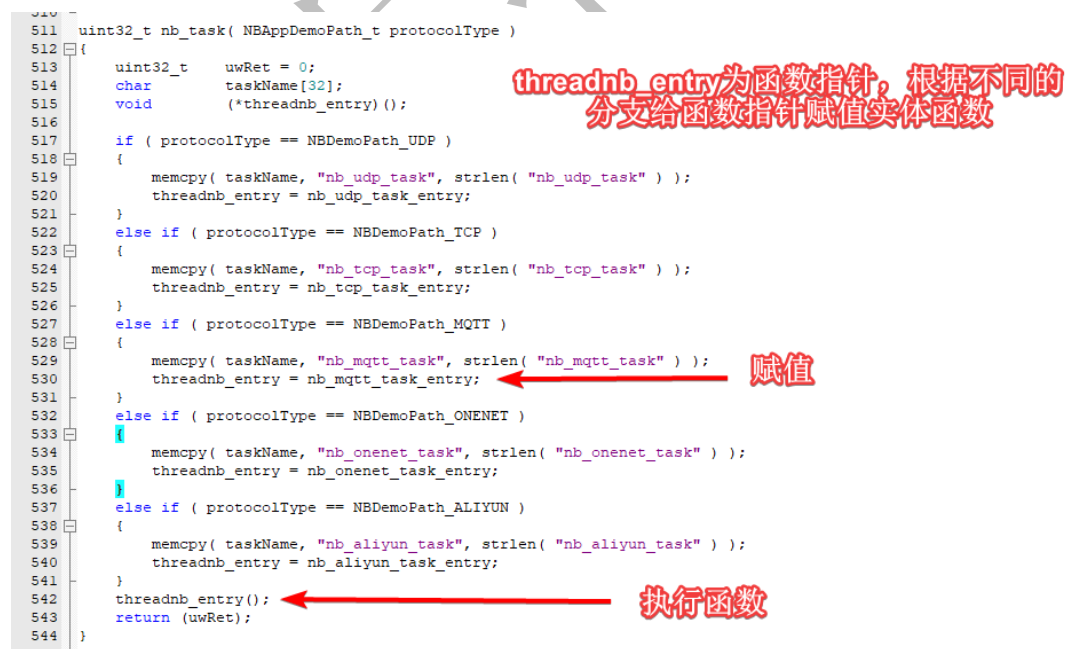 511 uint32_t nb_task( NBAppDemoPath_t protocolType )
512 {
513 uint32_t uwRet = 0;
514 char taskName[32];
515 void (*threadnb_entry)();
threadnb_entry为函数指针，根据不同的
分支给函数指针赋值实体函数
516
517 if ( protocolType == NBDemoPath_UDP )
518 {
519 memcpy( taskName, "nb_udp_task", strlen( "nb_udp_task" ) );
520 threadnb_entry = nb_udp_task_entry;
521 }
522 else if ( protocolType == NBDemoPath_TCP )
523 {
524 memcpy( taskName, "nb_tcp_task", strlen( "nb_tcp_task" ) );
525 threadnb_entry = nb_tcp_task_entry;
526 }
527 else if ( protocolType == NBDemoPath_MQTT )
528 {
529 memcpy( taskName, "nb_mqtt_task", strlen( "nb_mqtt_task" ) );
530 threadnb_entry = nb_mqtt_task_entry;
赋值
531 }
532 else if ( protocolType == NBDemoPath_ONENET )
533 {
534 memcpy( taskName, "nb_onenet_task", strlen( "nb_onenet_task" ) );
535 threadnb_entry = nb_onenet_task_entry;
536 }
537 else if ( protocolType == NBDemoPath_ALIYUN )
538 {
539 memcpy( taskName, "nb_aliyun_task", strlen( "nb_aliyun_task" ) );
540 threadnb_entry = nb_aliyun_task_entry;
541 }
542 threadnb_entry();
执行函数
543 return (uwRet);
544 }